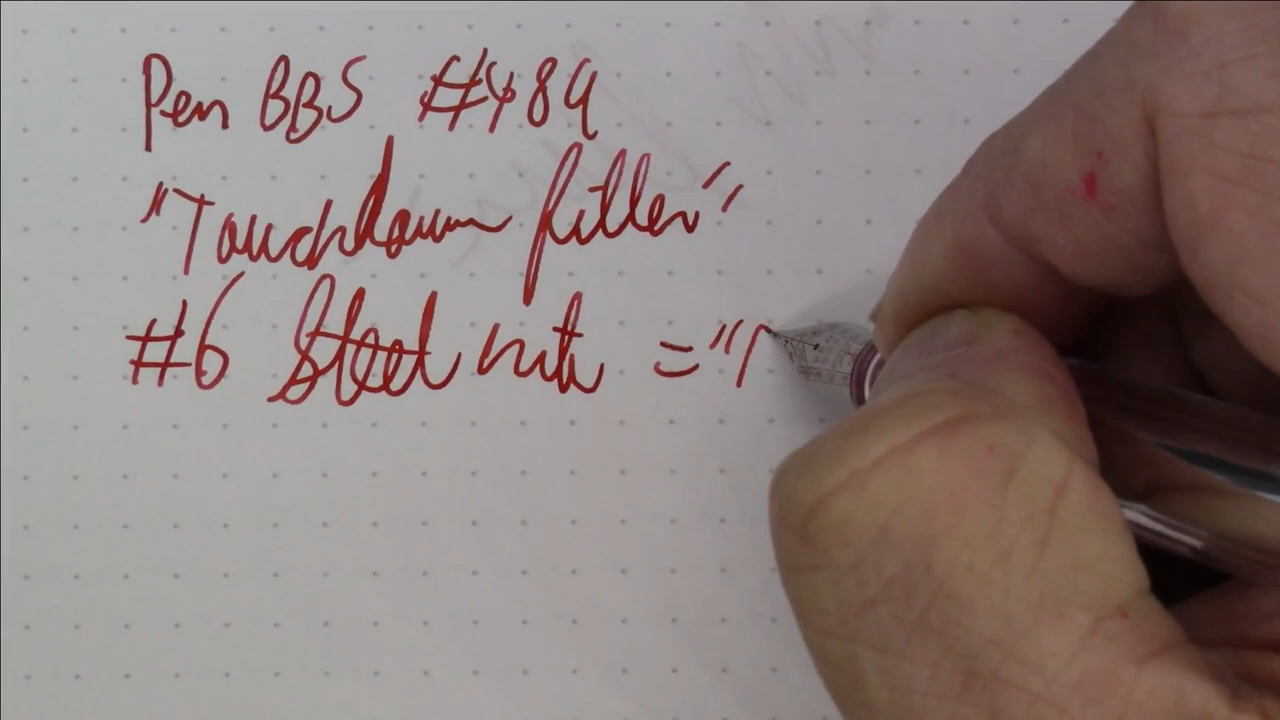 Pen BBS #489
"Touchdown filler"
#6 Steel nib = "